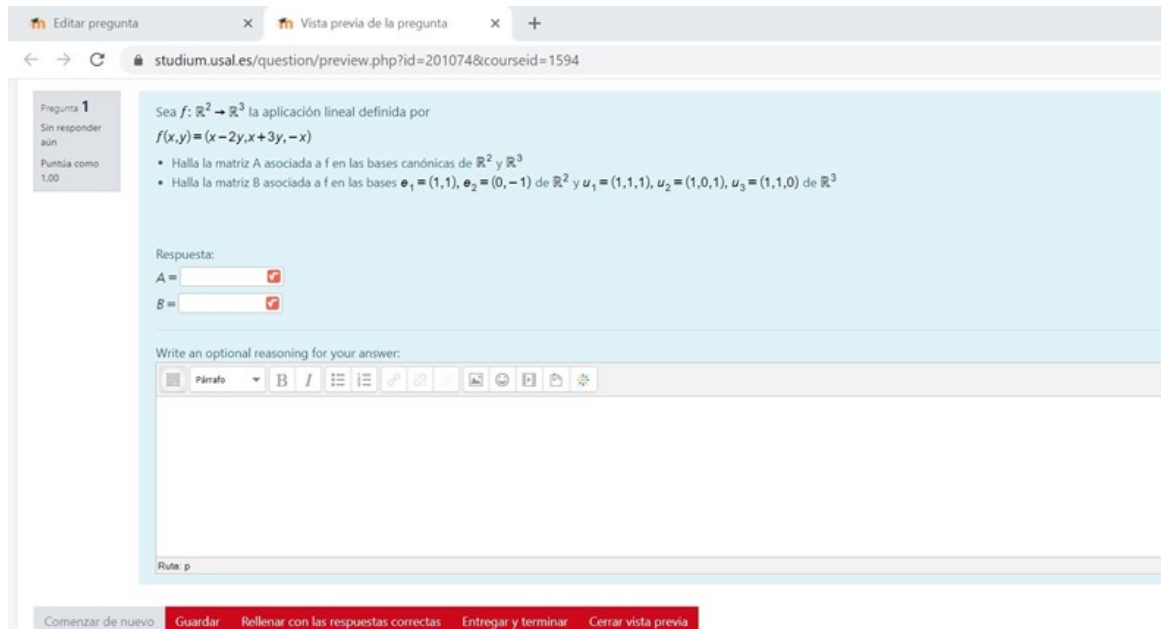 Editar pregunta
Vista previa de la pregunta
studium.usal.es/question/preview.php?id=201074&courseid=1594
Pregunta 1
Sin responder
aún
Puntúa como
1.00
Sea f: ℝ² → ℝ³ la aplicación lineal definida por
f(x,y)=(x−2y,x+3y,−x)
• Halla la matriz A asociada a f en las bases canónicas de ℝ² y ℝ³
• Halla la matriz B asociada a f en las bases e₁=(1,1), e₂=(0,−1) de ℝ² y u₁=(1,1,1), u₂=(1,0,1), u₃=(1,1,0) de ℝ³
Respuesta:
A =
B =
Write an optional reasoning for your answer:
Párrafo B I
Ruta: p
Comenzar de nuevo Guardar Rellenar con las respuestas correctas Entregar y terminar Cerrar vista previa